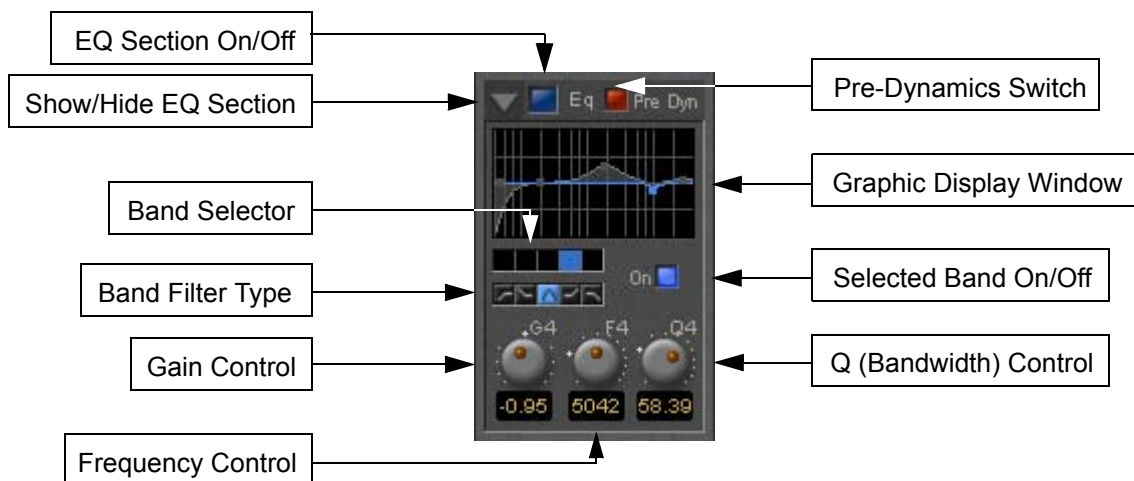 EQ Section On/Off
Show/Hide EQ Section
Pre-Dynamics Switch
Eq Pre Dyn
Graphic Display Window
Band Selector
On
Selected Band On/Off
Band Filter Type
G4 F4 Q4
Gain Control
Q (Bandwidth) Control
-0.95 5042 58.39
Frequency Control